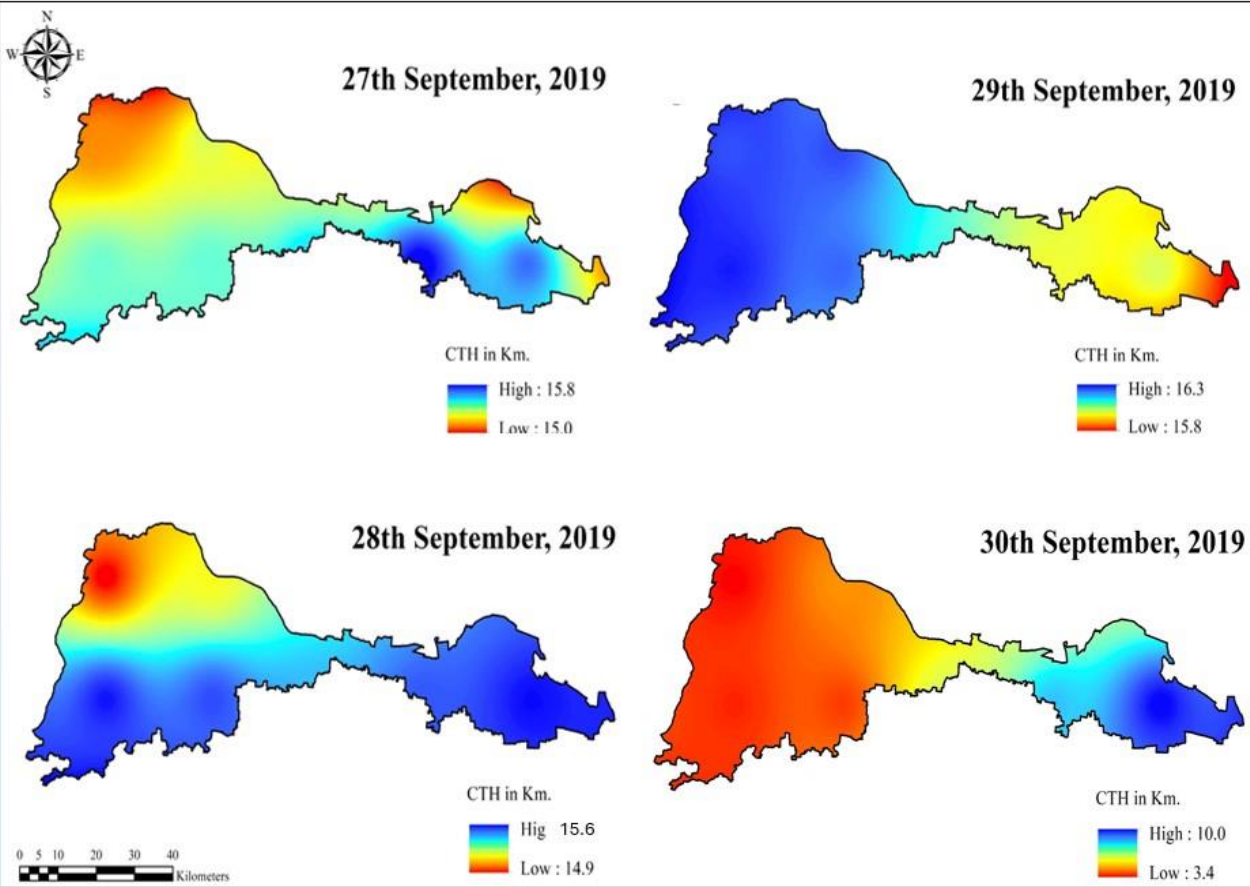 N
W E
S
27th September, 2019
CTH in Km.
High : 15.8
Low : 15.0
29th September, 2019
CTH in Km.
High : 16.3
Low : 15.8
28th September, 2019
CTH in Km.
Hig 15.6
Low : 14.9
0 5 10 20 30 40
Kilometers
30th September, 2019
CTH in Km.
High : 10.0
Low : 3.4